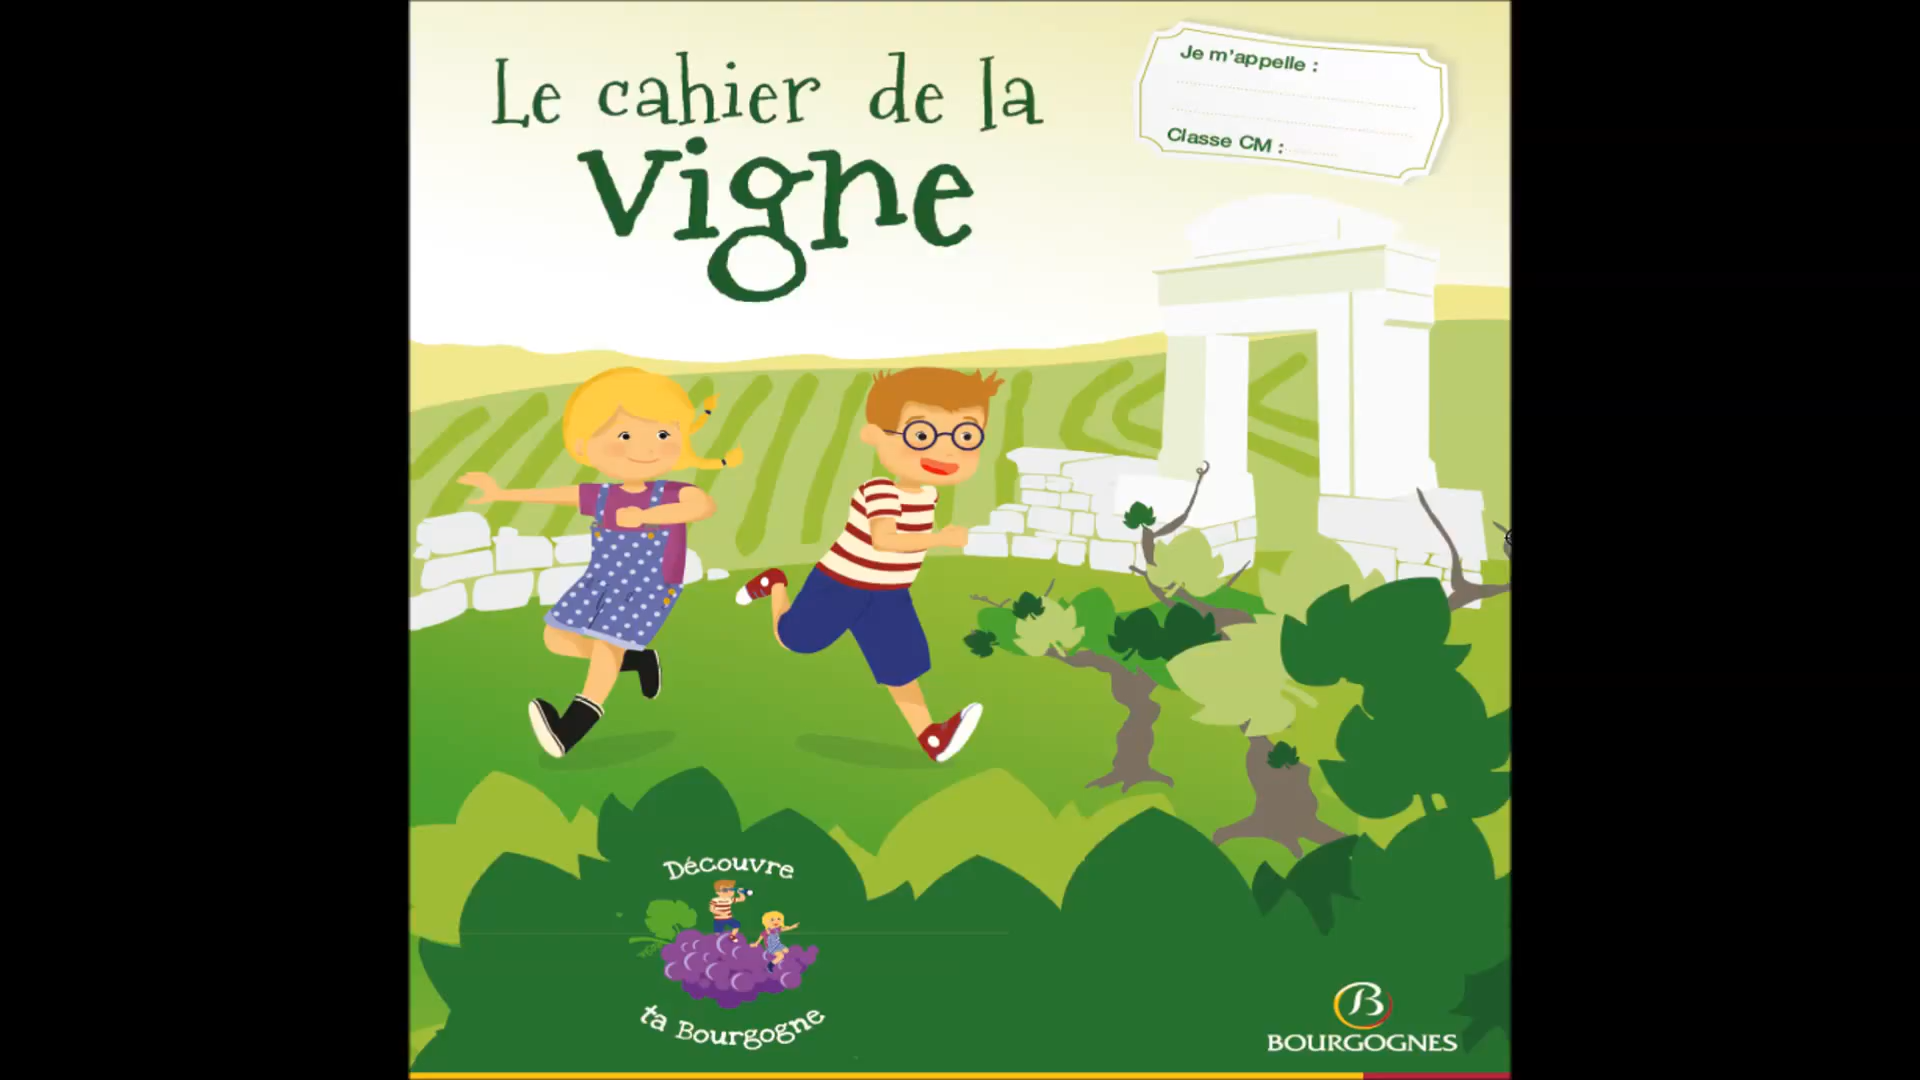 Le cahier de la
vigne
Je m'appelle :
Classe CM :
Découvre
ta Bourgogne
B
BOURGOGNES